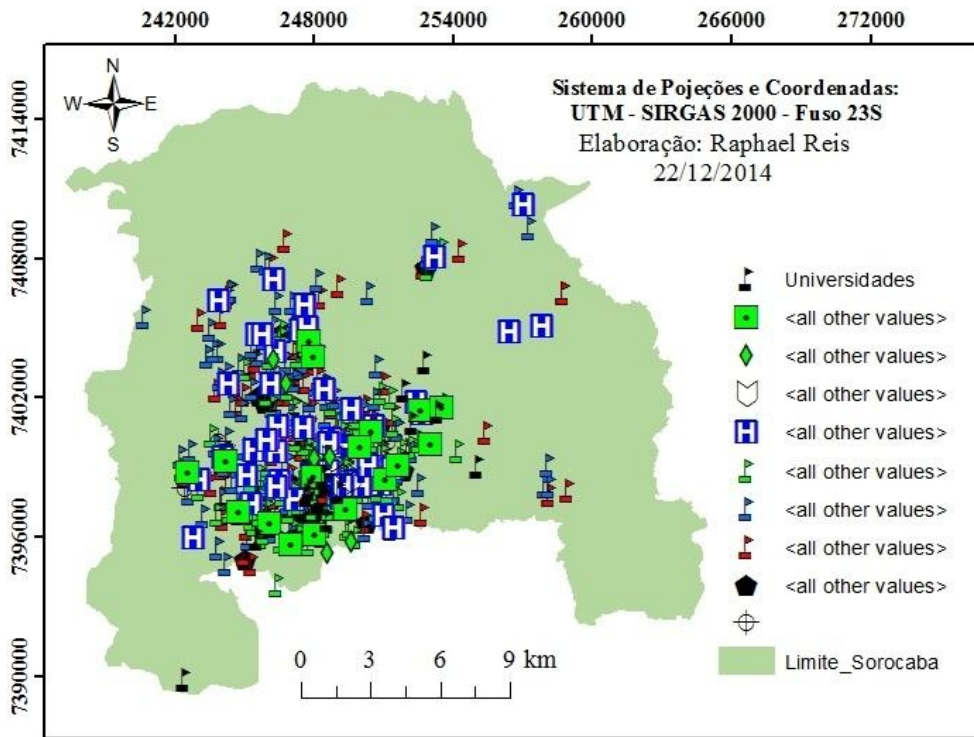 242000 248000 254000 260000 266000 272000
N
W E
S
Sistema de Pojeções e Coordenadas:
UTM - SIRGAS 2000 - Fuso 23S
Elaboração: Raphael Reis
22/12/2014
7414000
7408000
7402000
7396000
7390000
H
Universidades
<all other values>
<all other values>
<all other values>
H <all other values>
<all other values>
<all other values>
<all other values>
<all other values>
Limite_Sorocaba
0 3 6 9 km